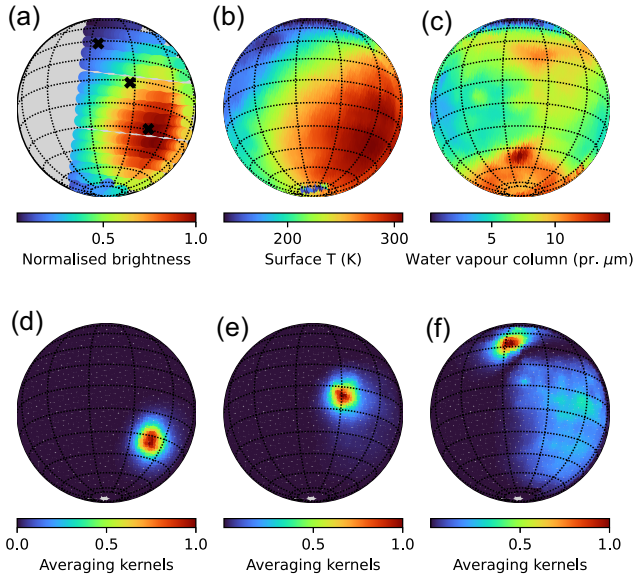 (a) (b) (c)
0.5 1.0 200 300 5 10
Normalised brightness Surface T (K) Water vapour column (pr. μm)
(d) (e) (f)
0.0 0.5 1.0 0.5 1.0 0.5 1.0
Averaging kernels Averaging kernels Averaging kernels